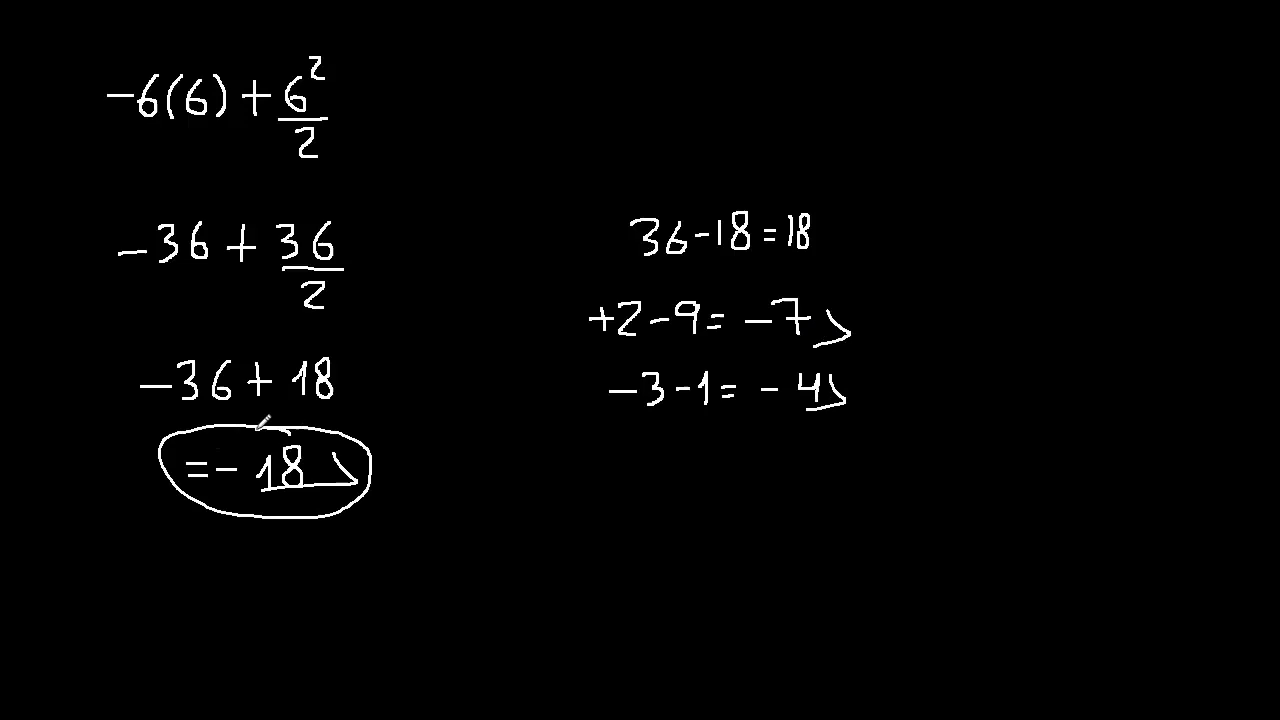 -6(6) + 6²/2
-36 + 36/2
-36 + 18
= - 18
36 - 18 = 18
+2 - 9 = - 7
- 3 - 1 = - 4